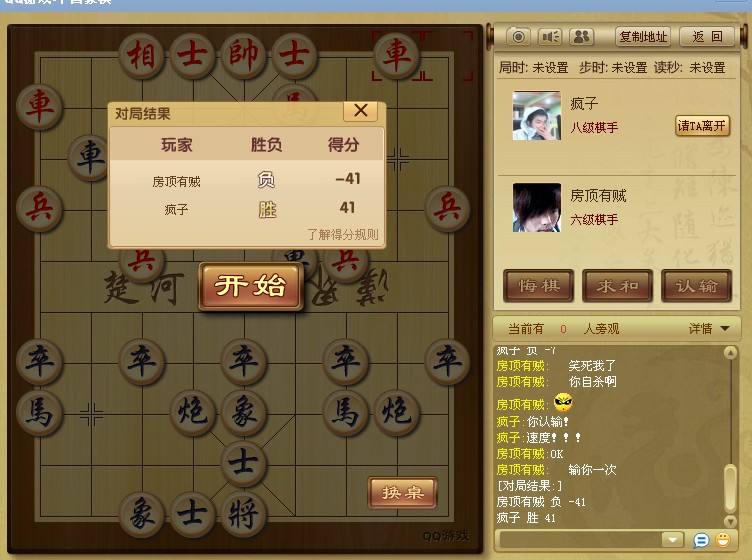 相 士 帥 士 車
複制地址 返 回
局时: 未设置 步时: 未设置 读秒: 未设置
車
对局结果
疯子
八级棋手
请TA离开
玩家 胜负 得分
房顶有贼 负 -41
疯子 胜 41
了解得分规则
車
房顶有贼
六级棋手
兵 兵
兵 車 兵
楚河
开始
悔棋 求和 认输
当前有 0 人旁观 详情
疯子 负 -7
房顶有贼: 笑死我了
房顶有贼: 你自杀啊
房顶有贼:
疯子:你认输!
疯子:速度!!!
房顶有贼:OK
房顶有贼: 输你一次
[对局结果:]
房顶有贼 负 -41
疯子 胜 41
卒 卒 卒 卒 卒
馬 炮 象 馬 炮
士
换桌
象 士 將
QQ游戏